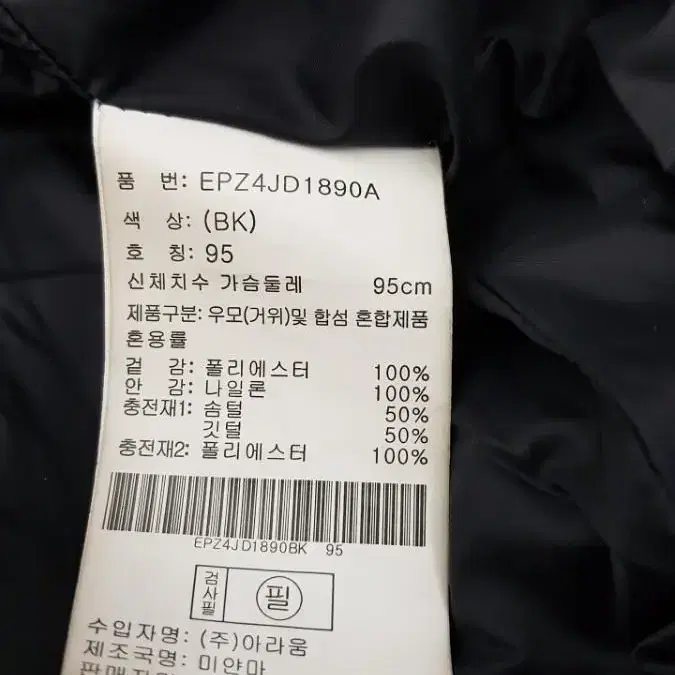 품 번: EPZ4JD1890A
색 상: (BK)
호 칭: 95
신체치수 가슴둘레 95cm
제품구분: 우모(거위)및 합섬 혼합제품
혼용률
겉 감: 폴리에스터 100%
안 감: 나일론 100%
충전재1: 솜털 50%
깃털 50%
충전재2: 폴리에스터 100%
EPZ4JD1890BK 95
검사필 필
수입자명: (주)아라움
제조국명: 미얀마